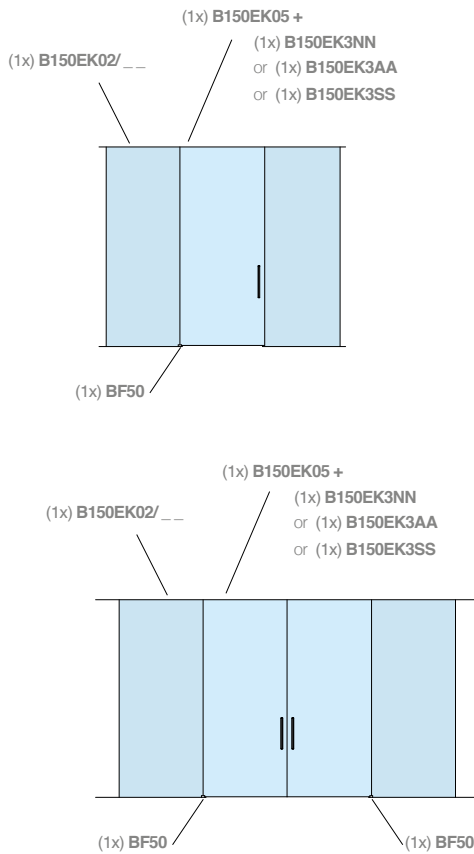 (1x) B150EK05 +
(1x) B150EK3NN
(1x) B150EK02/ _ _
or (1x) B150EK3AA
or (1x) B150EK3SS
(1x) BF50
(1x) B150EK05 +
(1x) B150EK3NN
(1x) B150EK02/ _ _
or (1x) B150EK3AA
or (1x) B150EK3SS
(1x) BF50 (1x) BF50